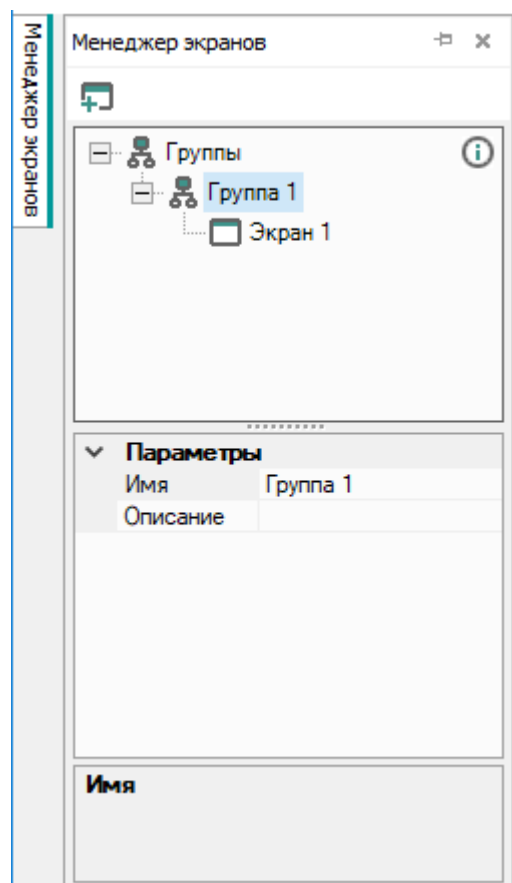 Менеджер экранов
Менеджер экранов
Группы
Группа 1
Экран 1
Параметры
Имя Группа 1
Описание
Имя